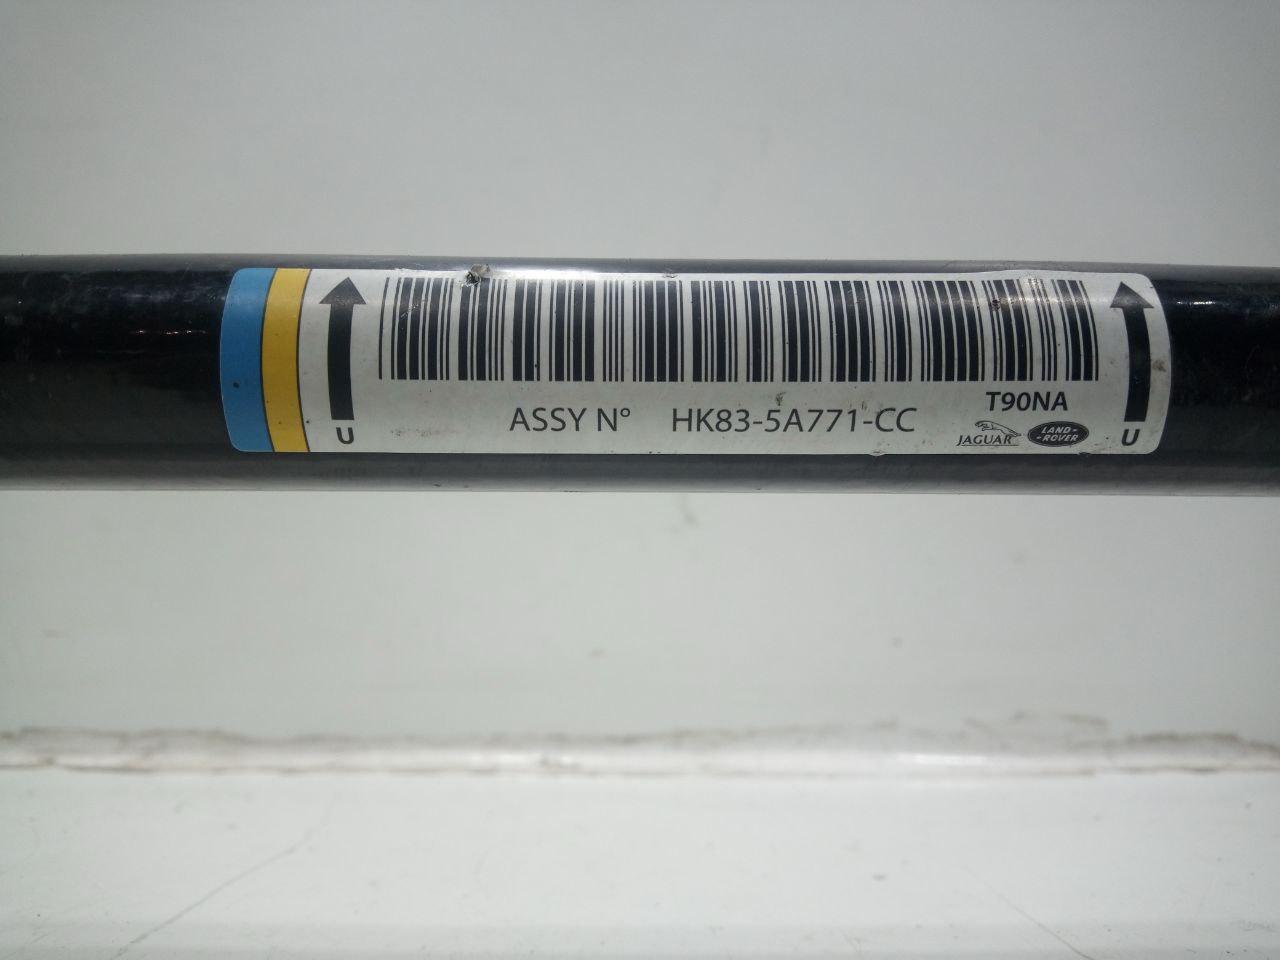 T90NA
ASSY N° HK83-5A771-CC
JAGUAR
LAND-
-ROVER
U
U